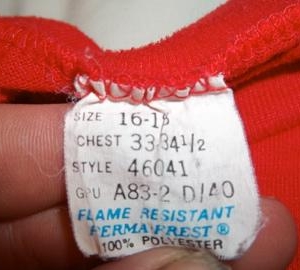 SIZE 16-18
CHEST 33 34 1/2
STYLE 46041
GPU A83-2 D/40
FLAME RESISTANT
PERMA PREST ®
100% POLYESTER